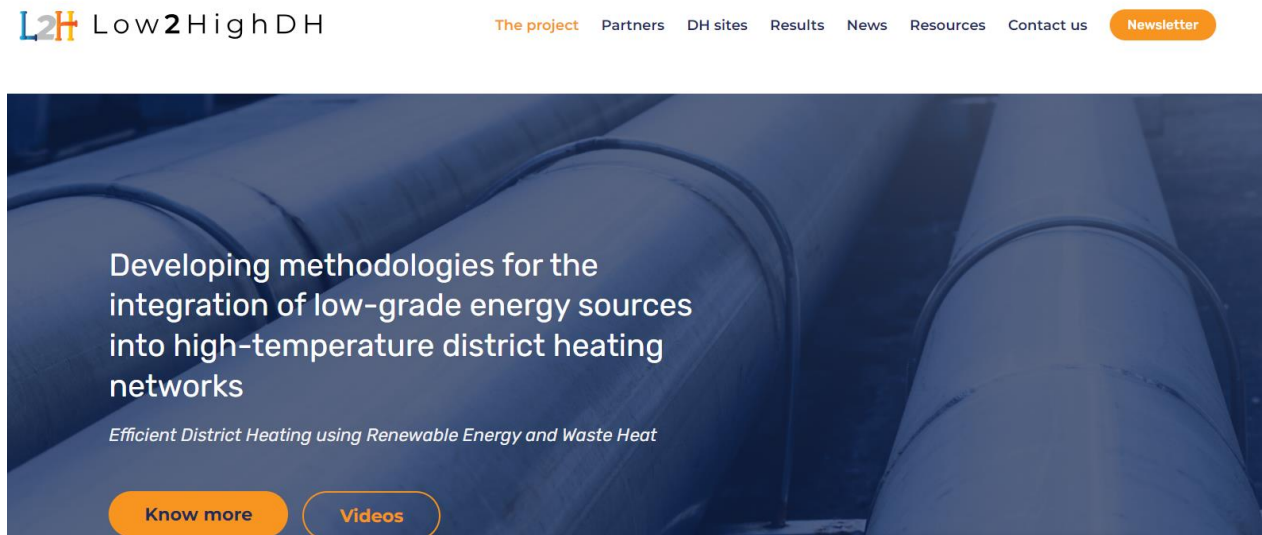 L2H Low2HighDH
The project Partners DH sites Results News Resources Contact us Newsletter
Developing methodologies for the
integration of low-grade energy sources
into high-temperature district heating
networks
Efficient District Heating using Renewable Energy and Waste Heat
Know more Videos